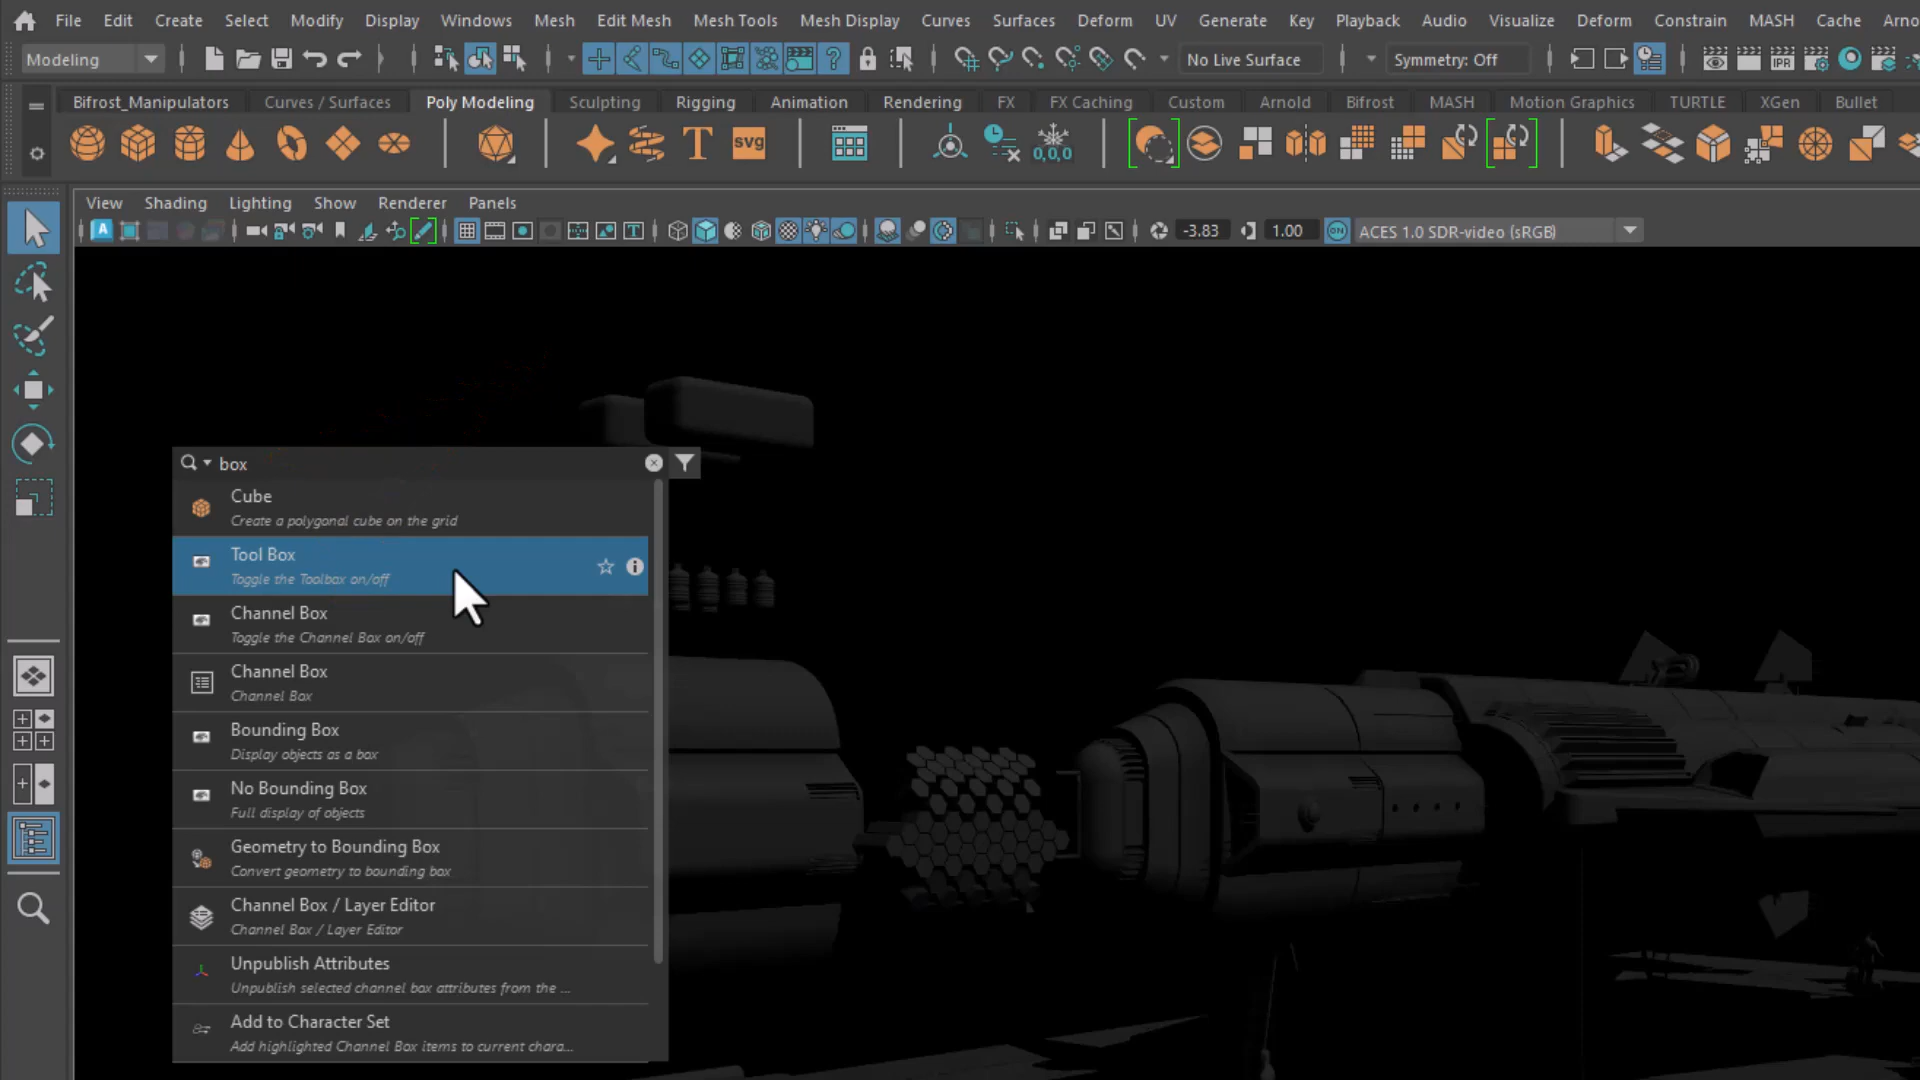 File Edit Create Select Modify Display Windows Mesh Edit Mesh Mesh Tools Mesh Display Curves Surfaces Deform UV Generate Key Playback Audio Visualize Deform Constrain MASH Cache Arno
Modeling No Live Surface Symmetry: Off IPR
Bifrost_Manipulators Curves / Surfaces Poly Modeling Sculpting Rigging Animation Rendering FX FX Caching Custom Arnold Bifrost MASH Motion Graphics TURTLE XGen Bullet
T SVG 0,0,0
View Shading Lighting Show Renderer Panels
A T -3.83 1.00 ON ACES 1.0 SDR-video (sRGB)
box
Cube
Create a polygonal cube on the grid
Tool Box
Toggle the Toolbox on/off
Channel Box
Toggle the Channel Box on/off
Channel Box
Channel Box
Bounding Box
Display objects as a box
No Bounding Box
Full display of objects
Geometry to Bounding Box
Convert geometry to bounding box
Channel Box / Layer Editor
Channel Box / Layer Editor
Unpublish Attributes
Unpublish selected channel box attributes from the ...
Add to Character Set
Add highlighted Channel Box items to current chara...